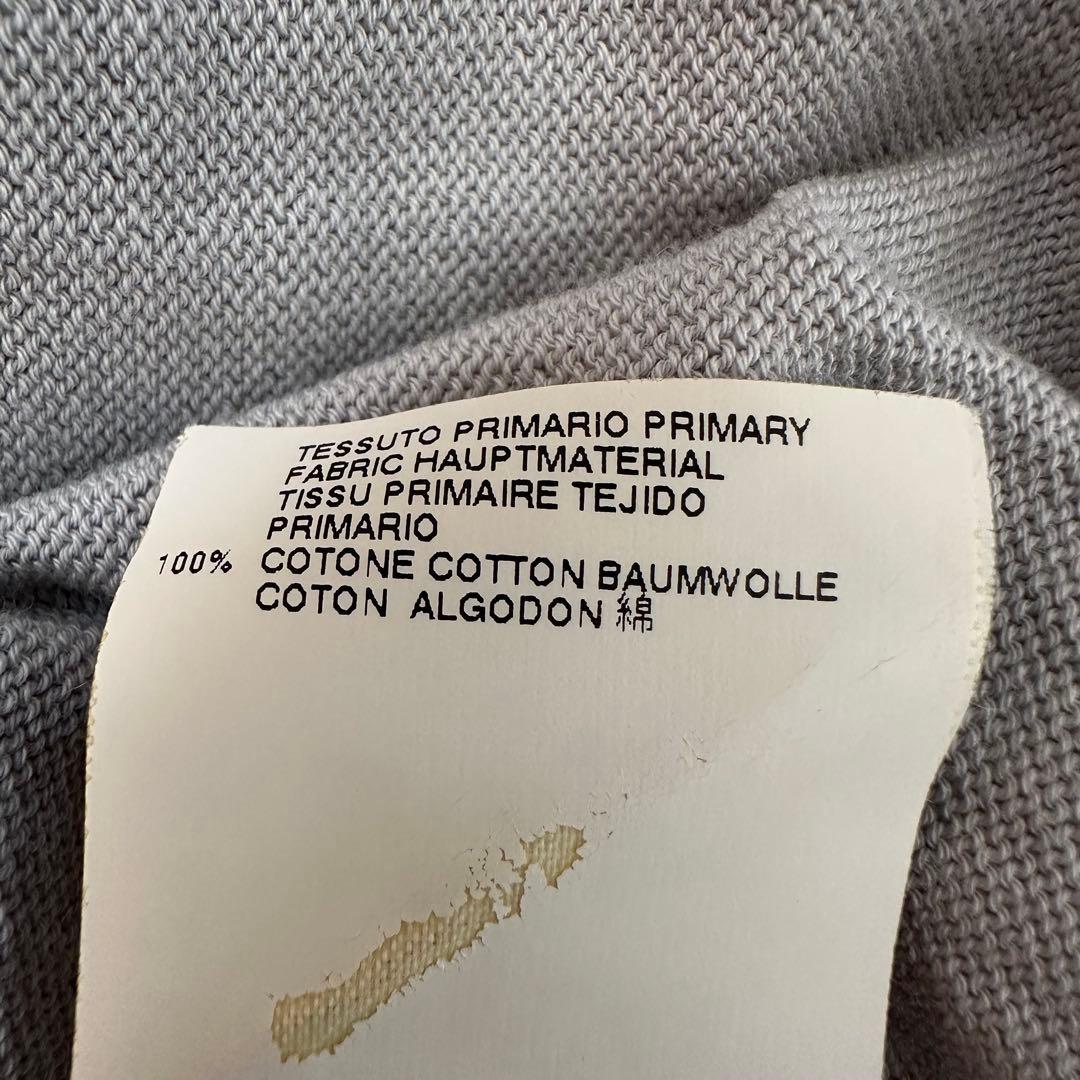 TESSUTO PRIMARIO PRIMARY
FABRIC HAUPTMATERIAL
TISSU PRIMAIRE TEJIDO
PRIMARIO
100% COTONE COTTON BAUMWOLLE
COTON ALGODON 綿